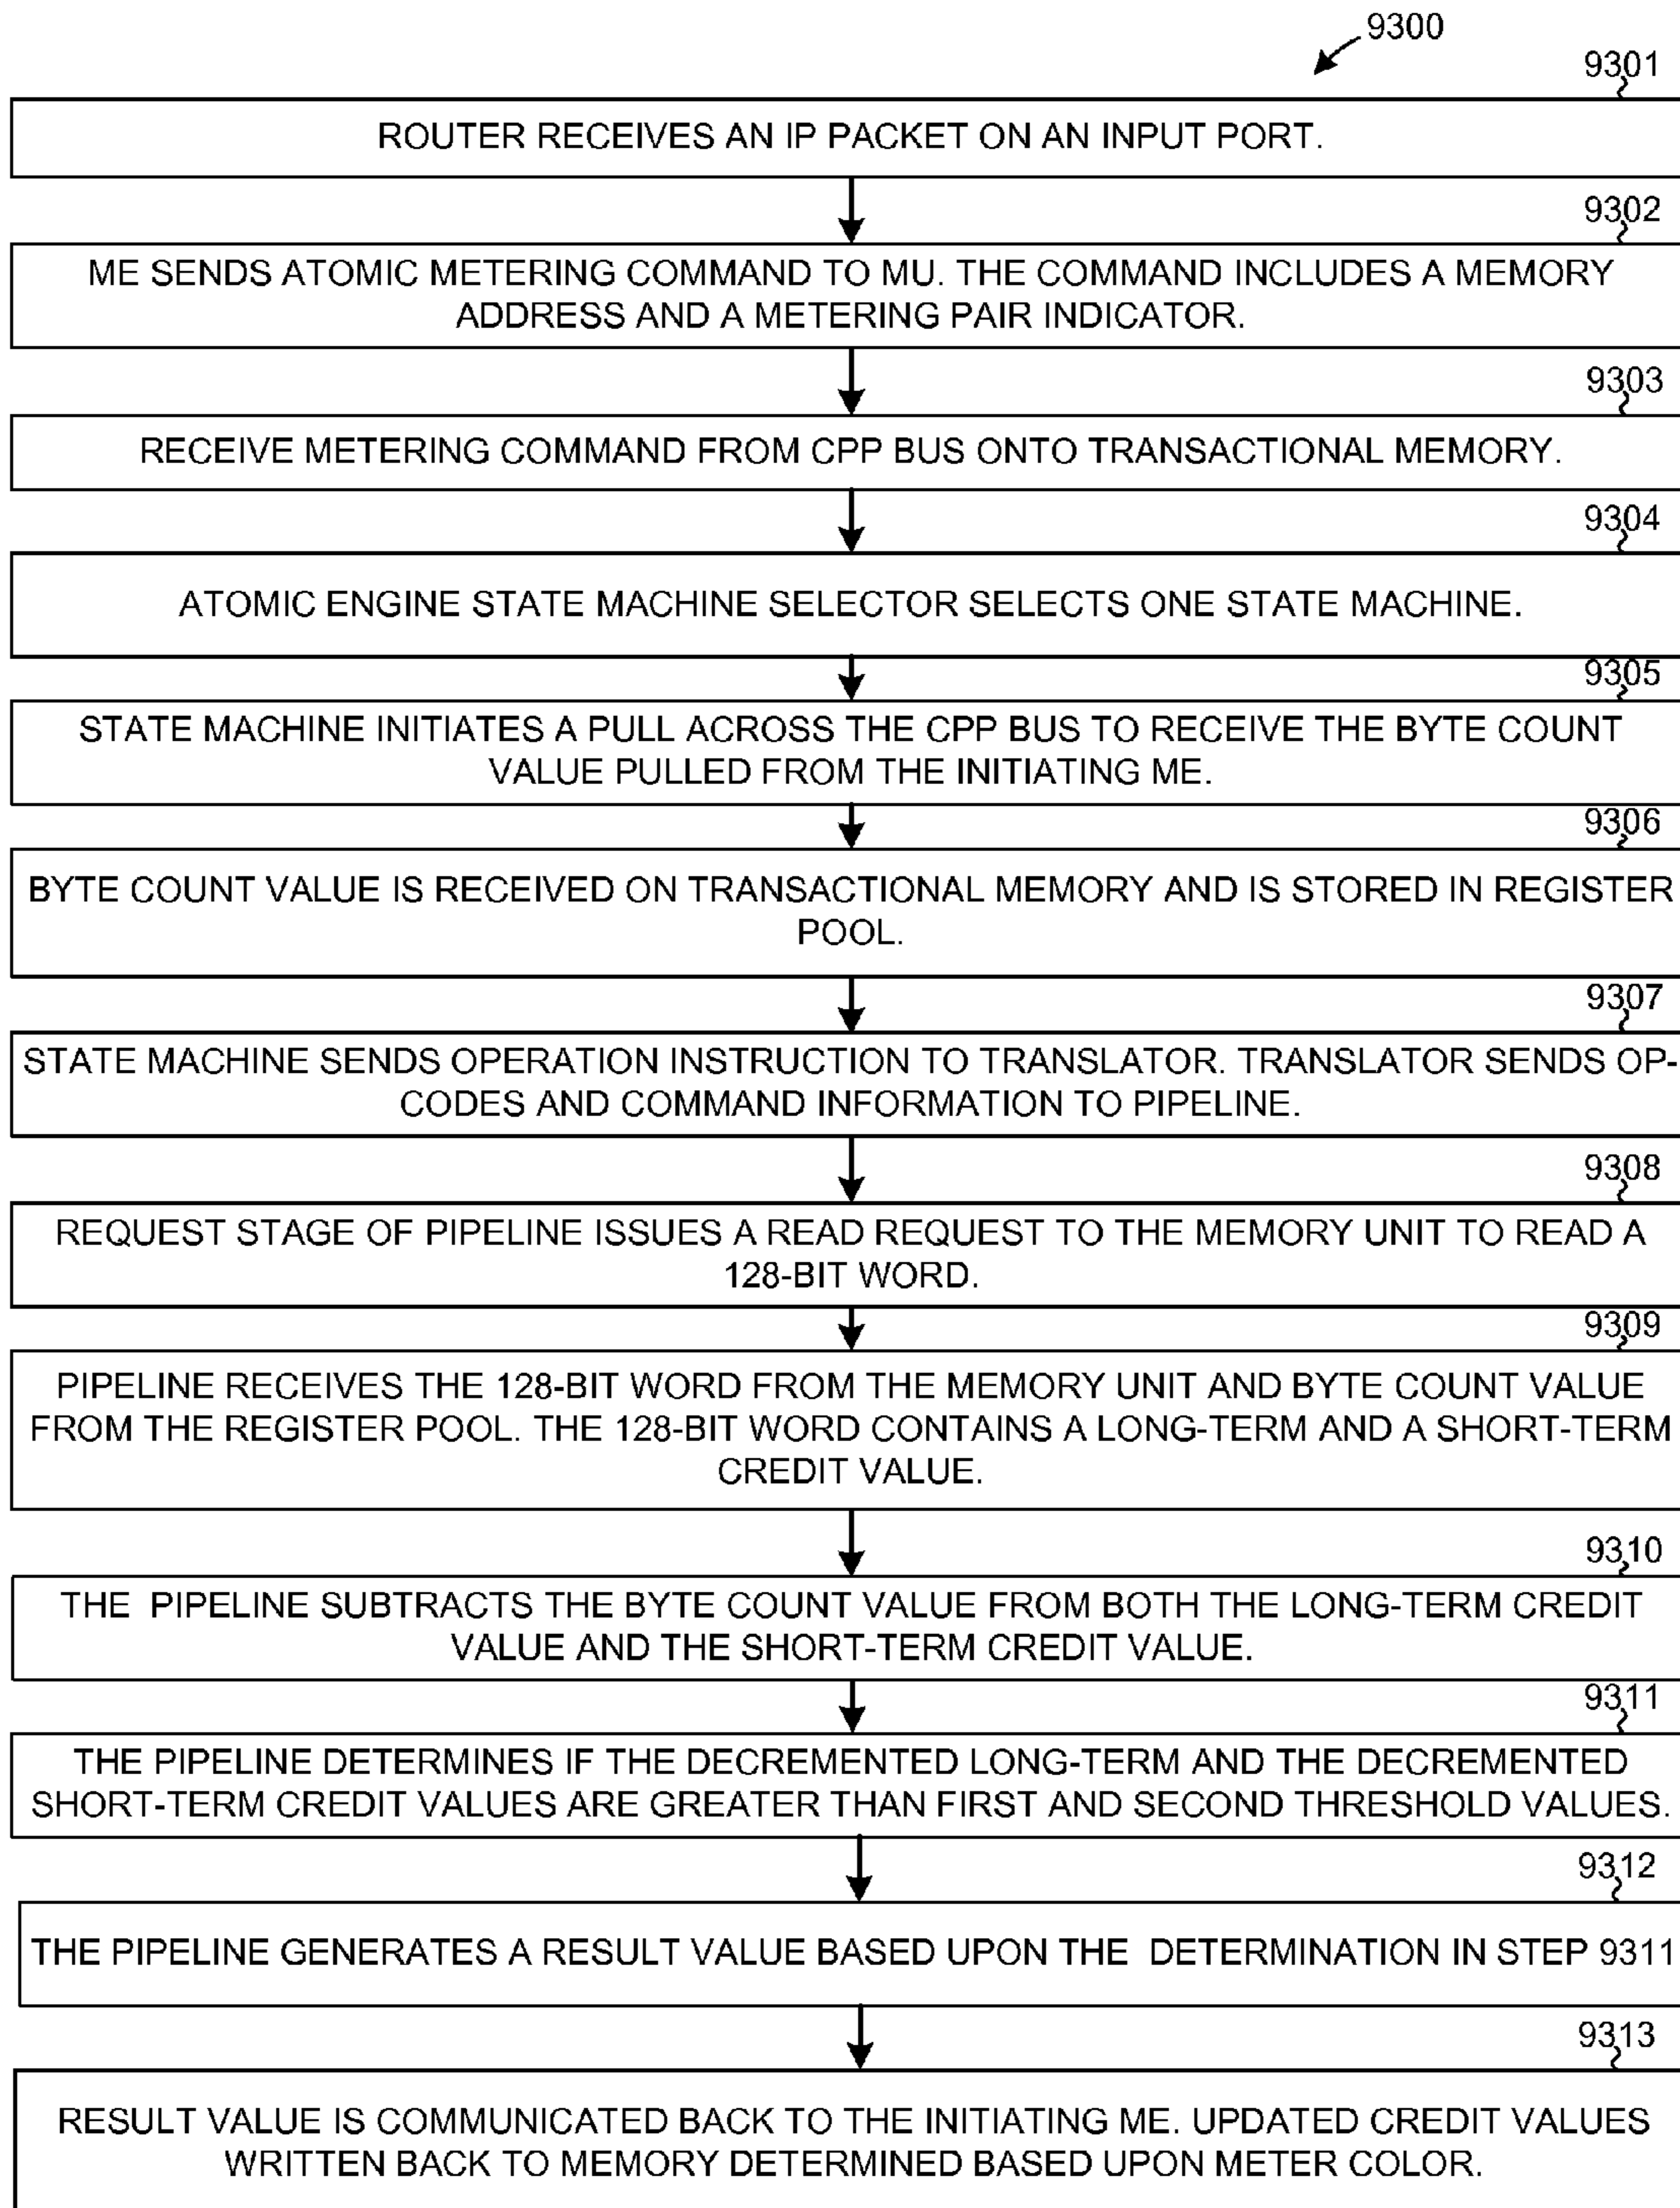 9300
9301
ROUTER RECEIVES AN IP PACKET ON AN INPUT PORT.
9302
ME SENDS ATOMIC METERING COMMAND TO MU. THE COMMAND INCLUDES A MEMORY
ADDRESS AND A METERING PAIR INDICATOR.
9303
RECEIVE METERING COMMAND FROM CPP BUS ONTO TRANSACTIONAL MEMORY.
9304
ATOMIC ENGINE STATE MACHINE SELECTOR SELECTS ONE STATE MACHINE.
9305
STATE MACHINE INITIATES A PULL ACROSS THE CPP BUS TO RECEIVE THE BYTE COUNT
VALUE PULLED FROM THE INITIATING ME.
9306
BYTE COUNT VALUE IS RECEIVED ON TRANSACTIONAL MEMORY AND IS STORED IN REGISTER
POOL.
9307
STATE MACHINE SENDS OPERATION INSTRUCTION TO TRANSLATOR. TRANSLATOR SENDS OP-
CODES AND COMMAND INFORMATION TO PIPELINE.
9308
REQUEST STAGE OF PIPELINE ISSUES A READ REQUEST TO THE MEMORY UNIT TO READ A
128-BIT WORD.
9309
PIPELINE RECEIVES THE 128-BIT WORD FROM THE MEMORY UNIT AND BYTE COUNT VALUE
FROM THE REGISTER POOL. THE 128-BIT WORD CONTAINS A LONG-TERM AND A SHORT-TERM
CREDIT VALUE.
9310
THE PIPELINE SUBTRACTS THE BYTE COUNT VALUE FROM BOTH THE LONG-TERM CREDIT
VALUE AND THE SHORT-TERM CREDIT VALUE.
9311
THE PIPELINE DETERMINES IF THE DECREMENTED LONG-TERM AND THE DECREMENTED
SHORT-TERM CREDIT VALUES ARE GREATER THAN FIRST AND SECOND THRESHOLD VALUES.
9312
THE PIPELINE GENERATES A RESULT VALUE BASED UPON THE DETERMINATION IN STEP 9311
9313
RESULT VALUE IS COMMUNICATED BACK TO THE INITIATING ME. UPDATED CREDIT VALUES
WRITTEN BACK TO MEMORY DETERMINED BASED UPON METER COLOR.